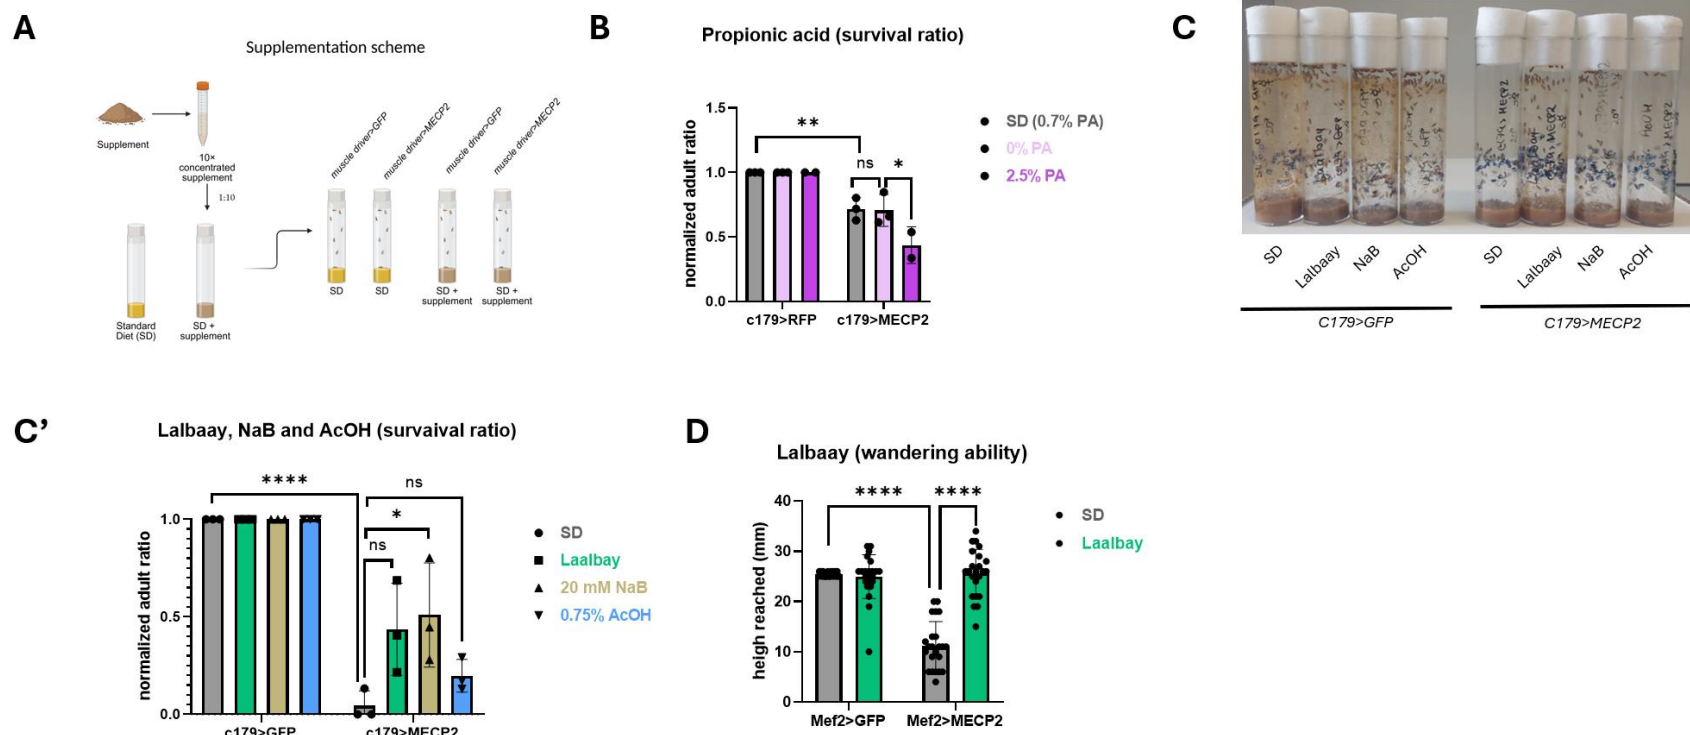 A
Supplementation scheme
Supplement
10×
concentrated
supplement
1:10
muscle driver>GFP
muscle driver>MECP2
muscle driver>GFP
muscle driver>MECP2
SD
SD
SD +
supplement
SD +
supplement
Standard
Diet (SD)
SD +
supplement
B
Propionic acid (survival ratio)
normalized adult ratio
1.5
1.0
0.5
0.0
**
ns
*
c179>RFP
c179>MECP2
SD (0.7% PA)
0% PA
2.5% PA
C
SD
Lalbaay
NaB
AcOH
SD
Lalbaay
NaB
AcOH
C179>GFP
C179>MECP2
C’
Lalbaay, NaB and AcOH (survaival ratio)
normalized adult ratio
1.0
0.5
0.0
****
ns
*
ns
c179>GFP
c179>MECP2
SD
Laalbay
20 mM NaB
0.75% AcOH
D
Lalbaay (wandering ability)
heigh reached (mm)
40
30
20
10
0
****
****
Mef2>GFP
Mef2>MECP2
SD
Laalbay